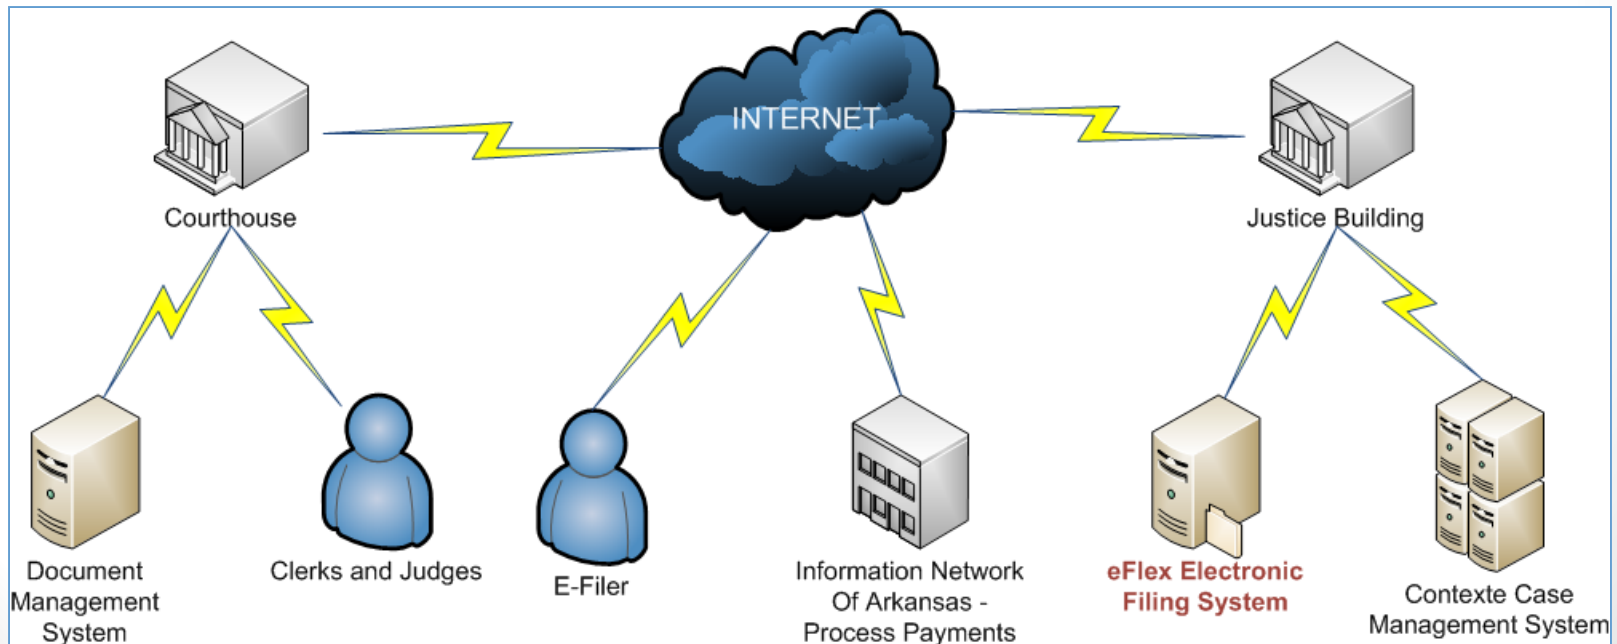 INTERNET
Courthouse
Justice Building
Document
Management
System
Clerks and Judges
E-Filer
Information Network
Of Arkansas -
Process Payments
eFlex Electronic
Filing System
Contexte Case
Management System